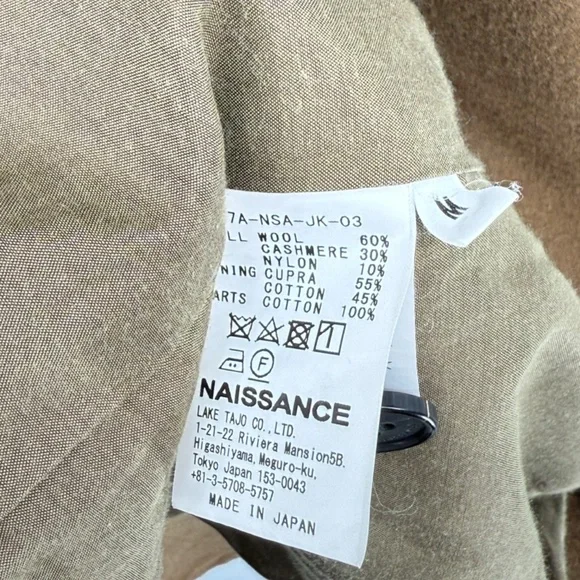 7A-NSA-JK-03
LL WOOL 60%
CASHMERE 30%
NYLON 10%
NING CUPRA 55%
COTTON 45%
ARTS COTTON 100%
F
NAISSANCE
LAKE TAJO CO., LTD.
1-21-22 Riviera Mansion5B.
Higashiyama, Meguro-ku,
Tokyo Japan 153-0043
+81-3-5708-5757
MADE IN JAPAN
M